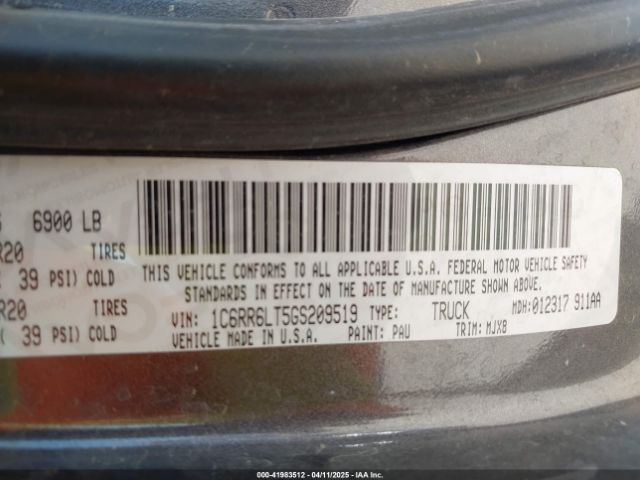 6900 LB
R20 TIRES
39 PSI) COLD
R20 TIRES
( 39 PSI) COLD
THIS VEHICLE CONFORMS TO ALL APPLICABLE U.S.A. FEDERAL MOTOR VEHICLE SAFETY
STANDARDS IN EFFECT ON THE DATE OF MANUFACTURE SHOWN ABOVE.
VIN: 1C6RR6LT5GS209519 TYPE: TRUCK MDH:012317 911AA
VEHICLE MADE IN U.S.A. PAINT: PAU TRIM: MJX8
000-41983512 - 04/11/2025 - IAAI, Inc.